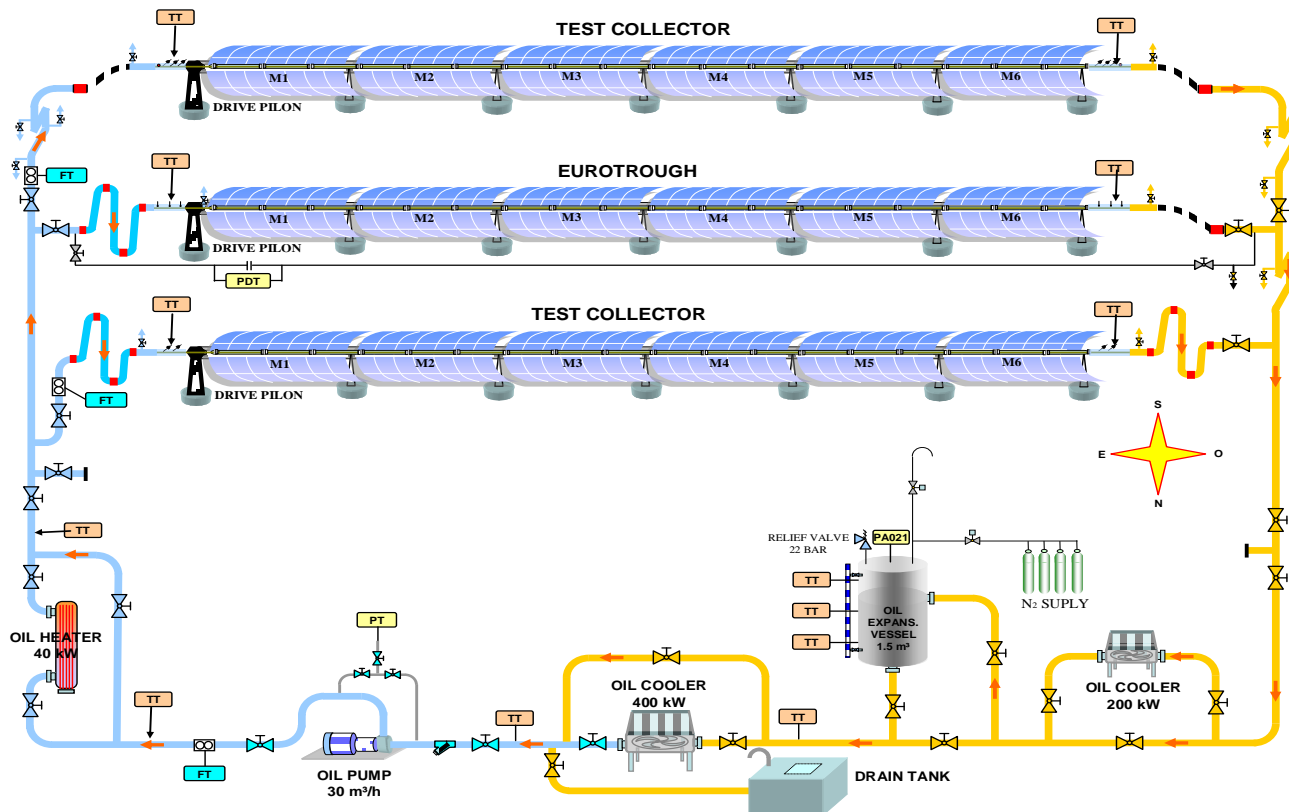 TEST COLLECTOR
TT
TT
M1
M2
M3
M4
M5
M6
DRIVE PILON
FT
EUROTROUGH
TT
TT
M1
M2
M3
M4
M5
M6
DRIVE PILON
PDT
TEST COLLECTOR
TT
TT
M1
M2
M3
M4
M5
M6
DRIVE PILON
FT
S
E
O
N
TT
RELIEF VALVE
22 BAR
PA021
TT
TT
TT
OIL
EXPANS.
VESSEL
1.5 m³
N2 SUPLY
OIL HEATER
40 kW
PT
OIL COOLER
400 kW
OIL COOLER
200 kW
TT
TT
TT
FT
OIL PUMP
30 m³/h
DRAIN TANK